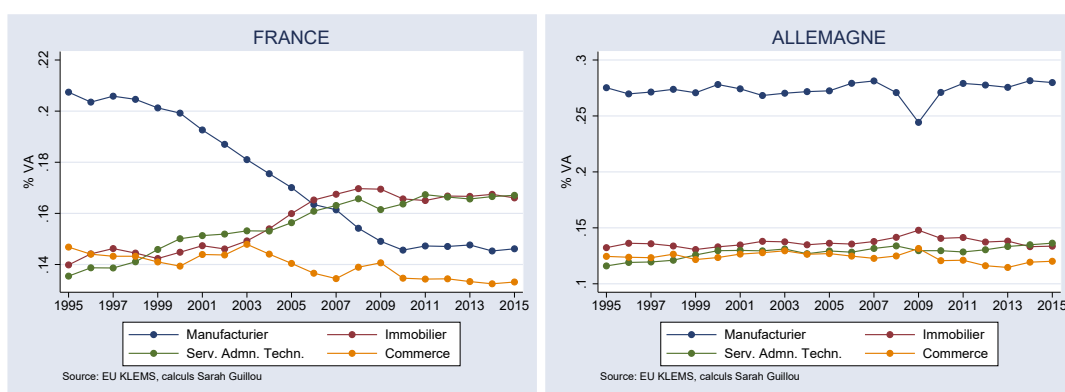 FRANCE
% VA
.22
.2
.18
.16
.14
1995 1997 1999 2001 2003 2005 2007 2009 2011 2013 2015
Manufacturier Immobilier
Serv. Admn. Techn. Commerce
Source: EU KLEMS, calculs Sarah Guillou
ALLEMAGNE
% VA
.3
.25
.2
.15
.1
1995 1997 1999 2001 2003 2005 2007 2009 2011 2013 2015
Manufacturier Immobilier
Serv. Admn. Techn. Commerce
Source: EU KLEMS, calculs Sarah Guillou